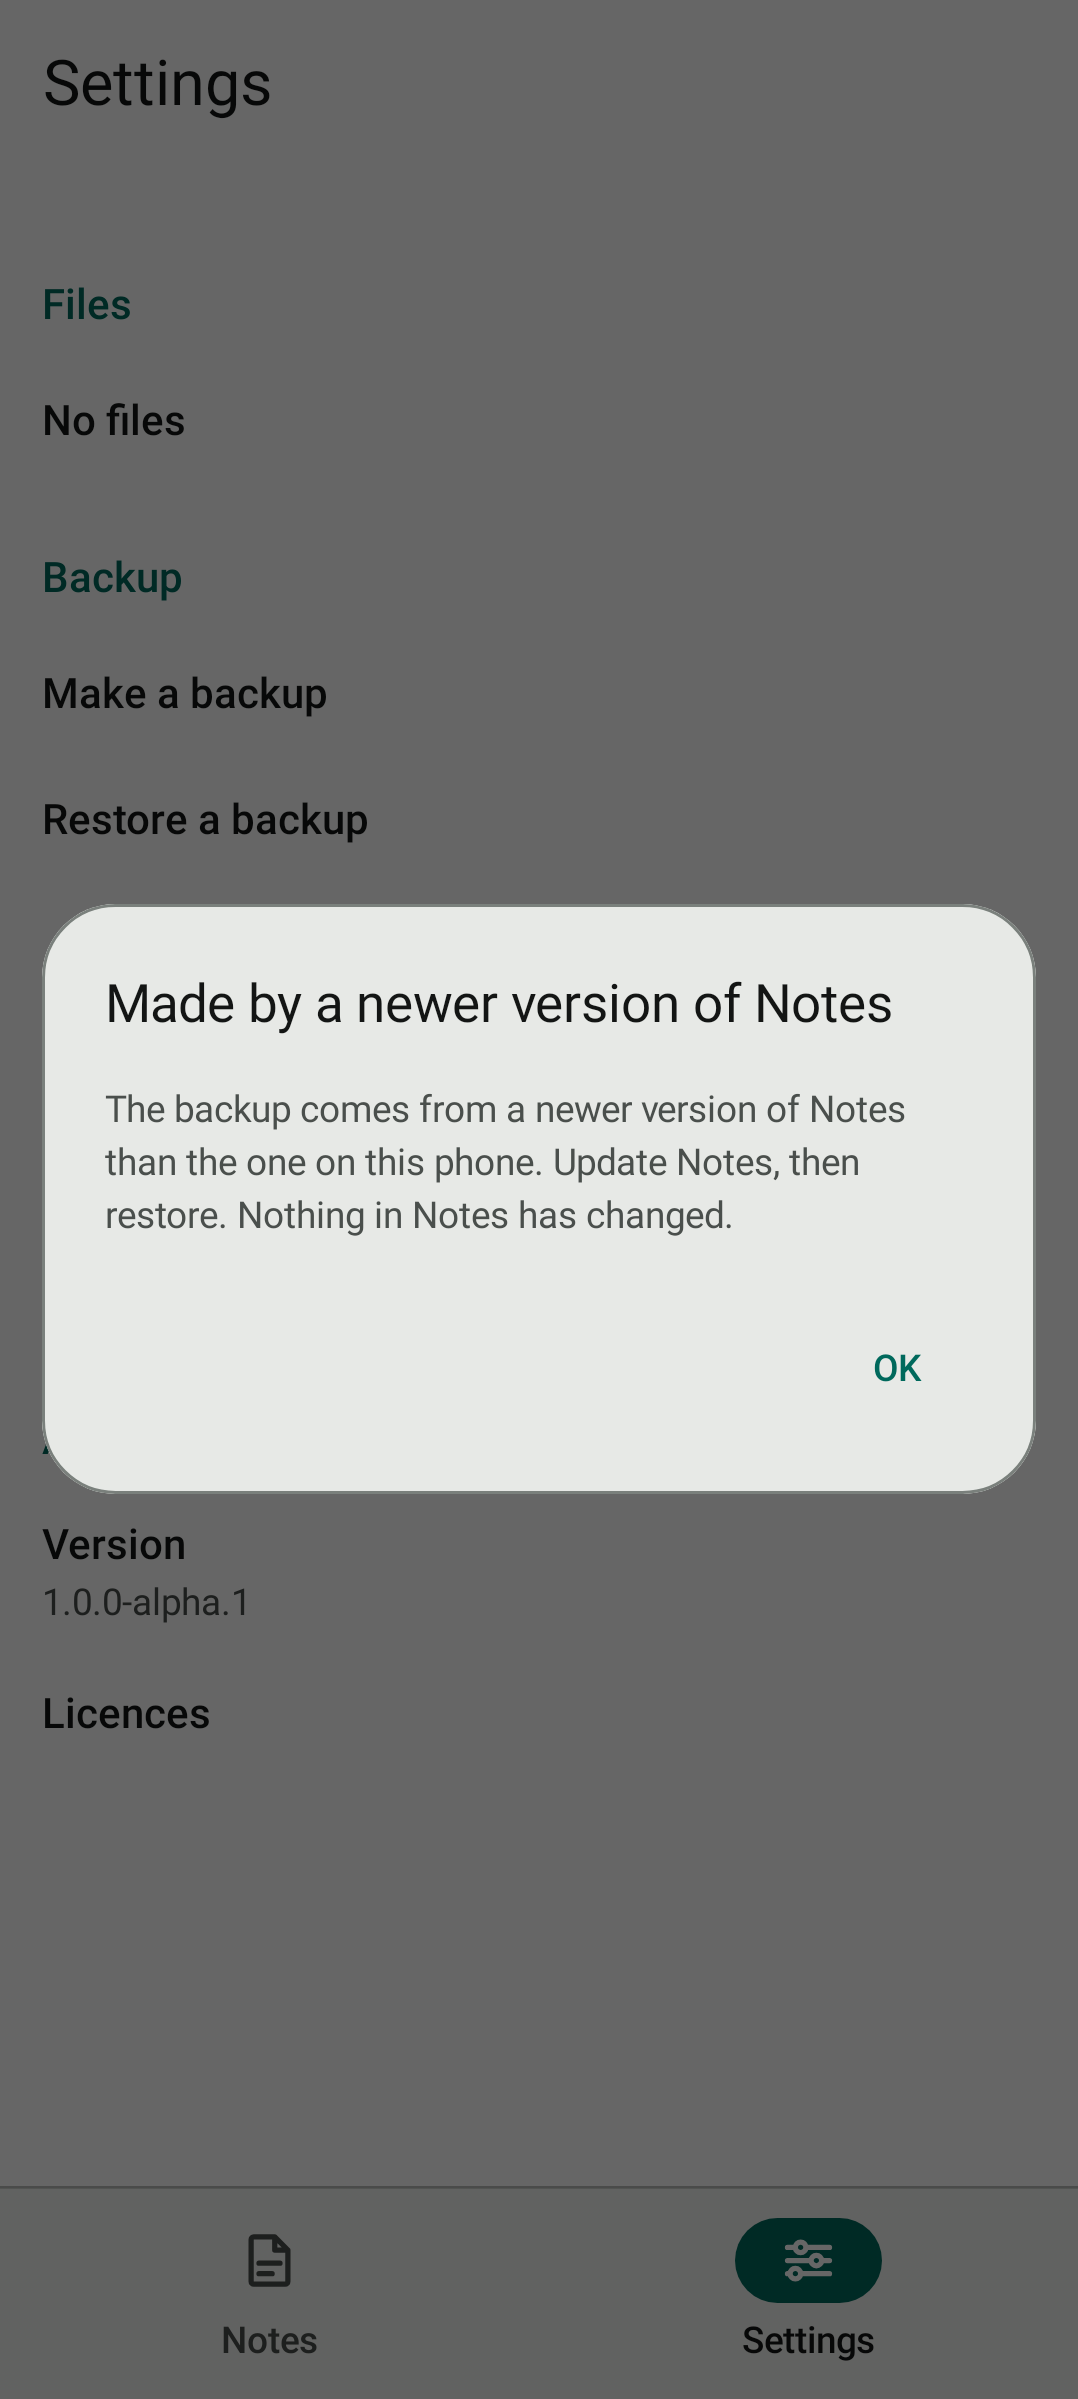 Settings
Files
No files
Backup
Make a backup
Restore a backup
Made by a newer version of Notes
The backup comes from a newer version of Notes
than the one on this phone. Update Notes, then
restore. Nothing in Notes has changed.
OK
Version
1.0.0-alpha.1
Licences
Notes
Settings